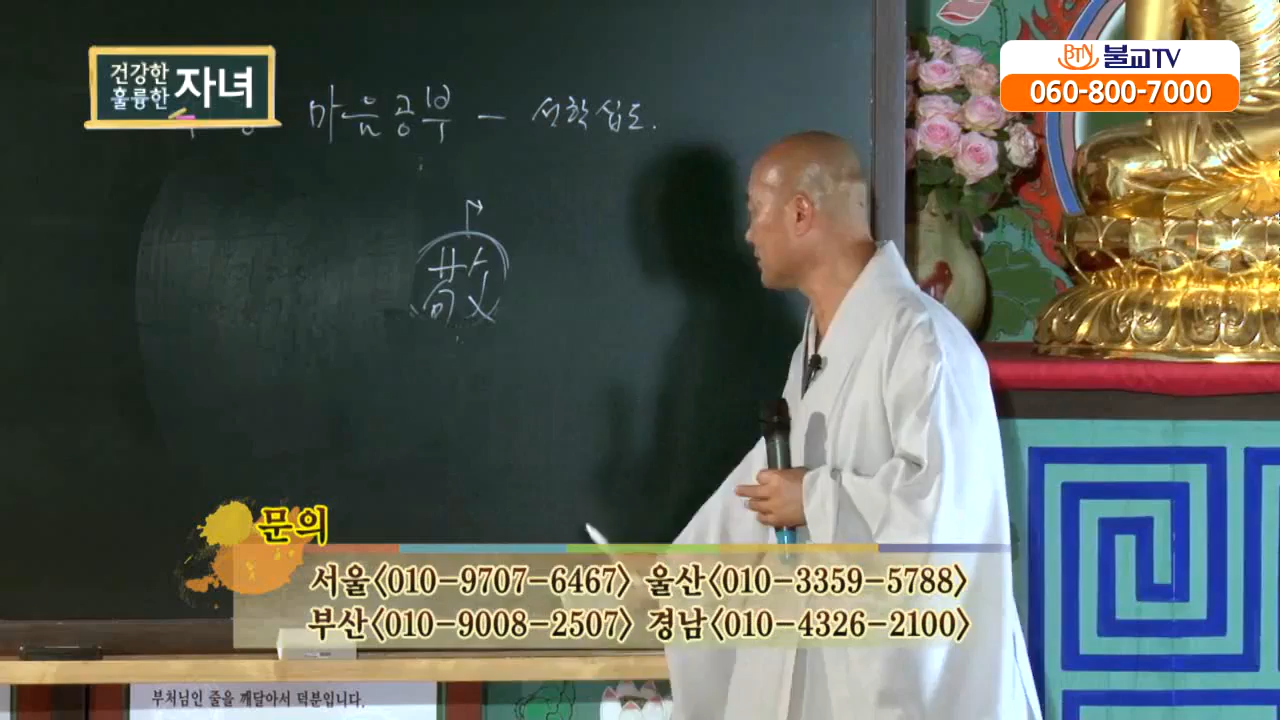 건강한
훌륭한 자녀
BTN 불교TV
060-800-7000
마음공부 – 성학십도.
敬
문의
서울〈010-9707-6467〉 울산〈010-3359-5788〉
부산〈010-9008-2507〉 경남〈010-4326-2100〉
부처님인 줄을 깨달아서 덕분입니다.